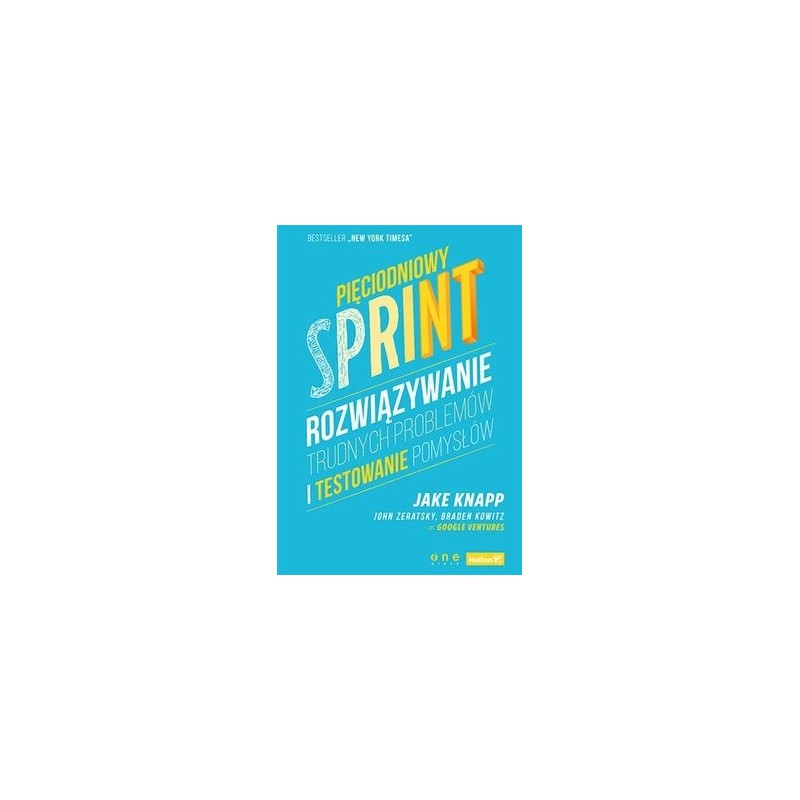 BESTSELLER „NEW YORK TIMESA”
PIĘCIODNIOWY
SPRINT
ROZWIĄZYWANIE
TRUDNYCH PROBLEMÓW
I TESTOWANIE POMYSŁÓW
JAKE KNAPP
JOHN ZERATSKY, BRADEN KOWITZ
z GOOGLE VENTURES
one
PRESS
Helion